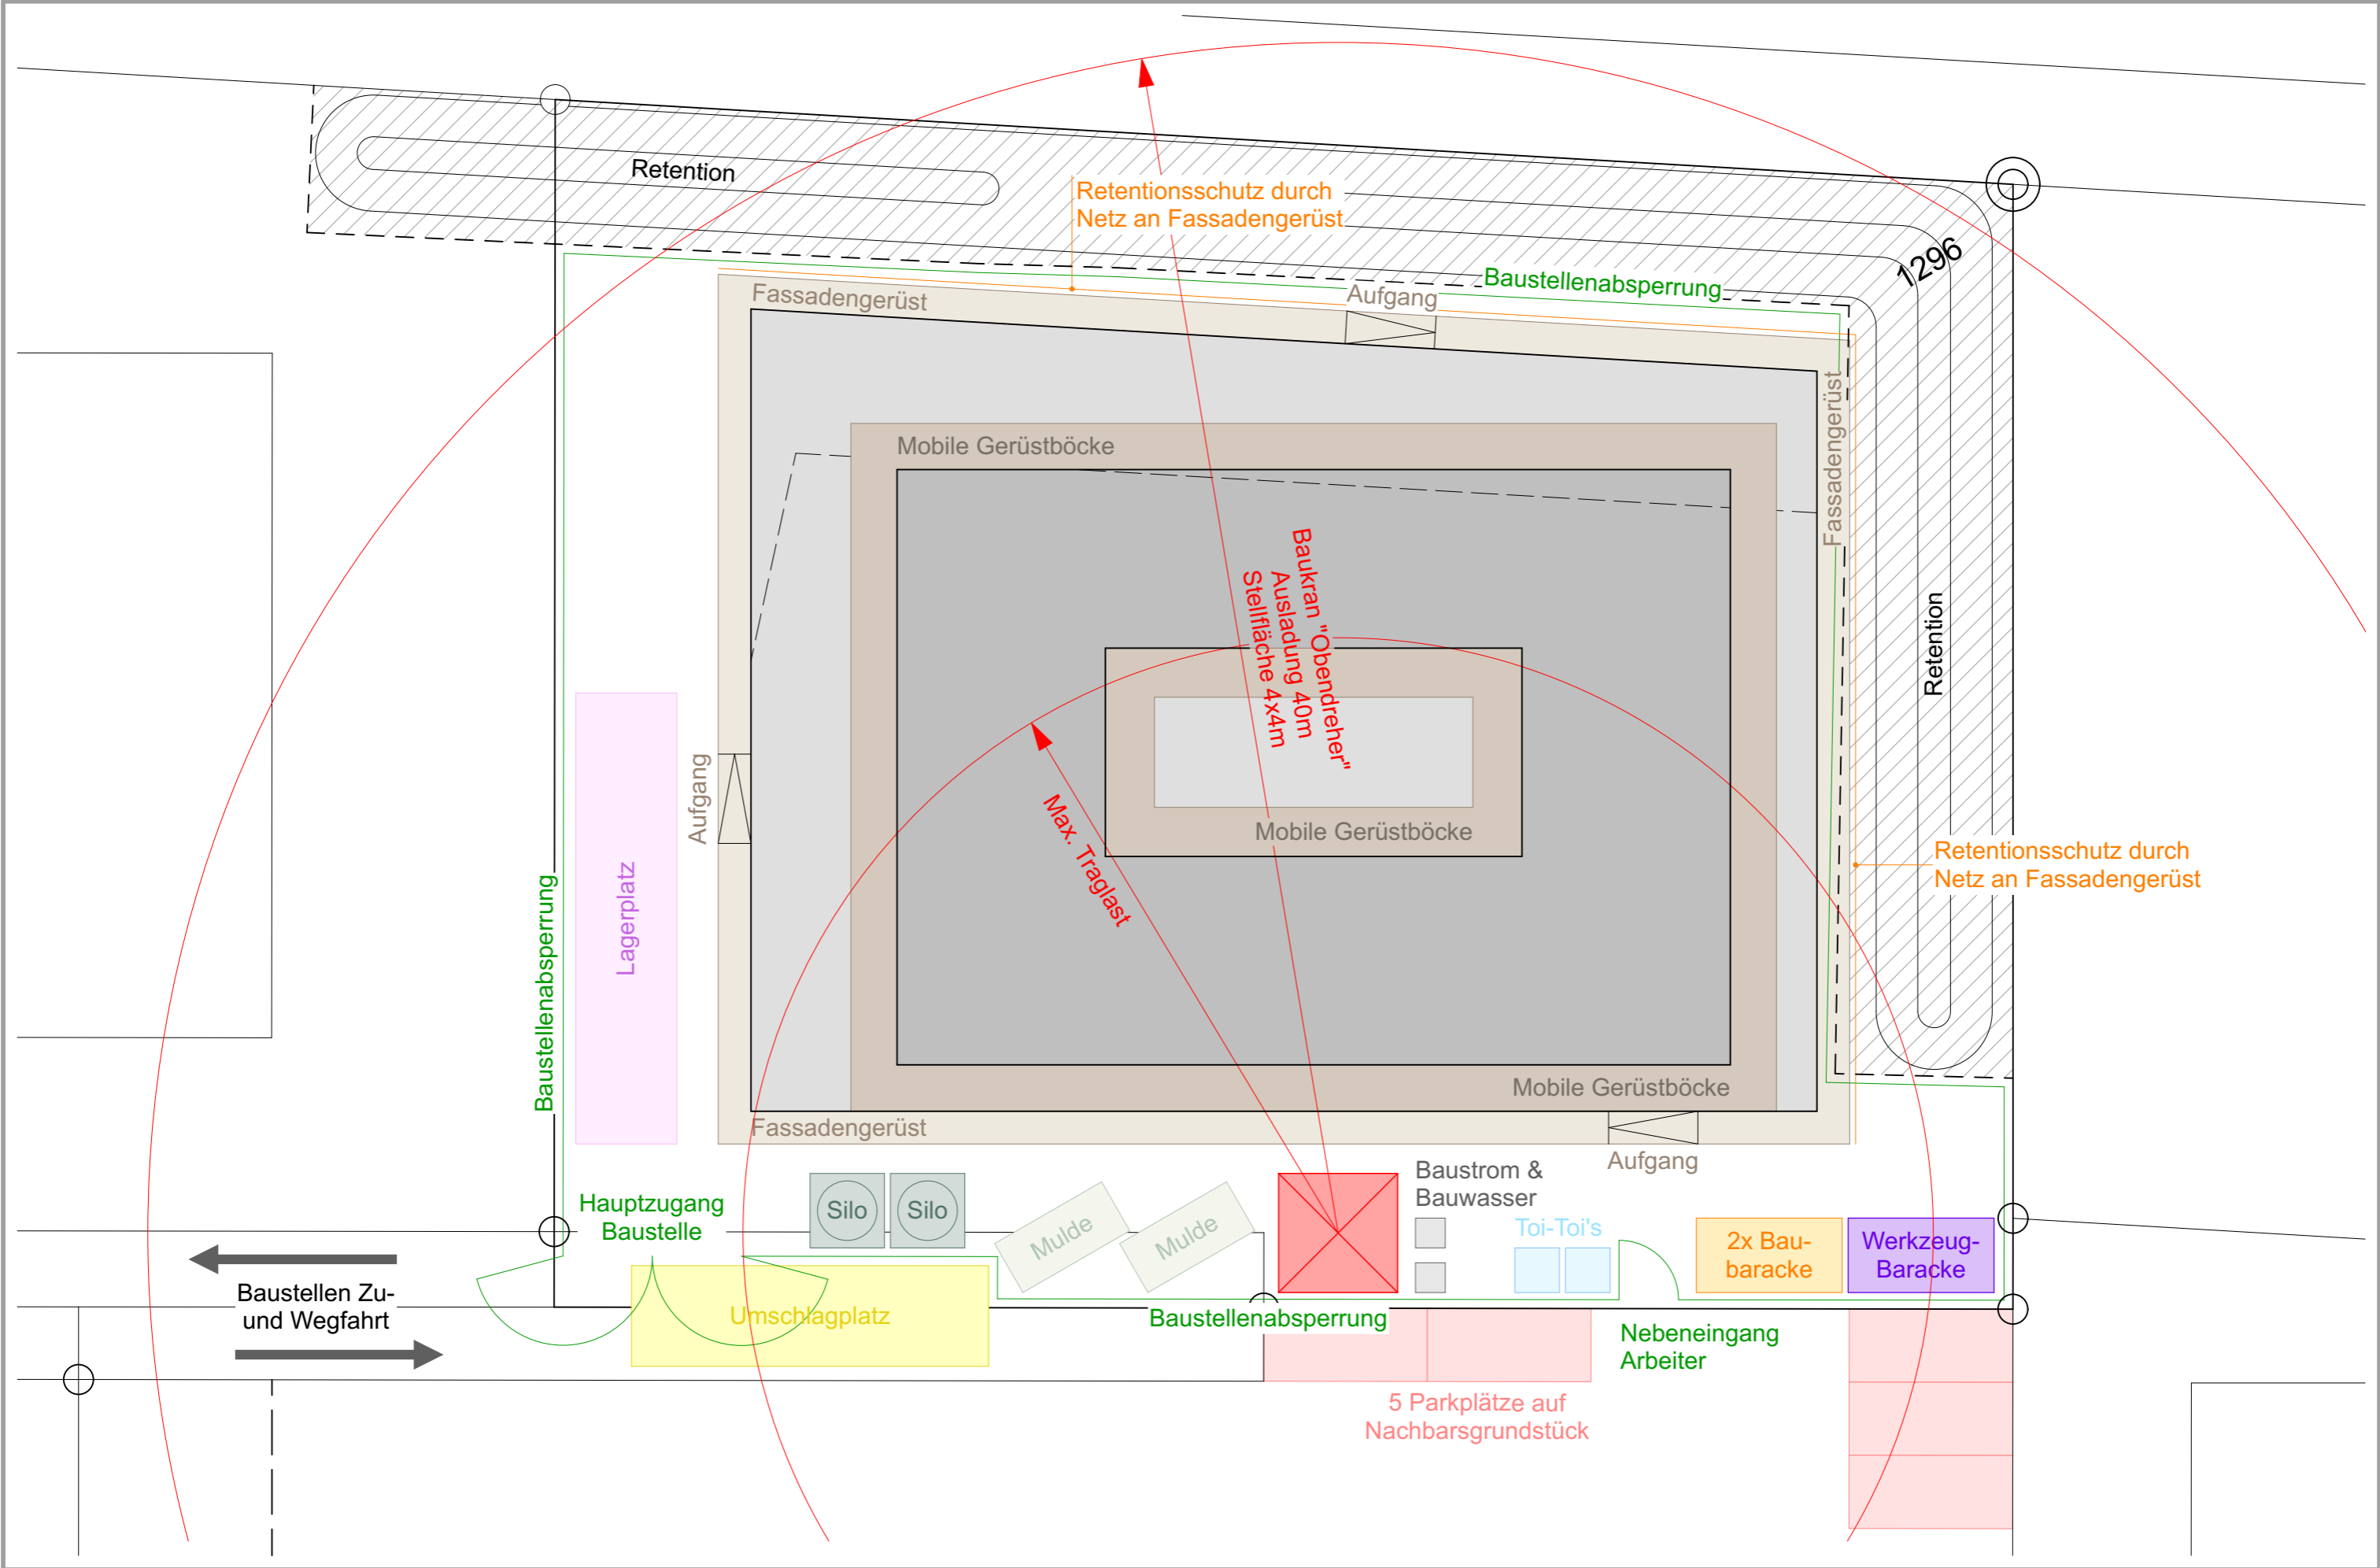 Retention
Retentionsschutz durch
Netz an Fassadengerüst
1296
Baustellenabsperrung
Aufgang
Fassadengerüst
Fassadengerüst
Mobile Gerüstböcke
Baukran "Obendreher"
Ausladung 40m
Stellfläche 4x4m
Retention
Max. Traglast
Mobile Gerüstböcke
Aufgang
Lagerplatz
Baustellenabsperrung
Retentionsschutz durch
Netz an Fassadengerüst
Mobile Gerüstböcke
Fassadengerüst
Aufgang
Baustrom &
Bauwasser
Hauptzugang
Baustelle
Silo
Silo
Mulde
Mulde
Toi-Toi's
2x Bau-
baracke
Werkzeug-
Baracke
Baustellen Zu-
und Wegfahrt
Umschlagplatz
Baustellenabsperrung
Nebeneingang
Arbeiter
5 Parkplätze auf
Nachbarsgrundstück